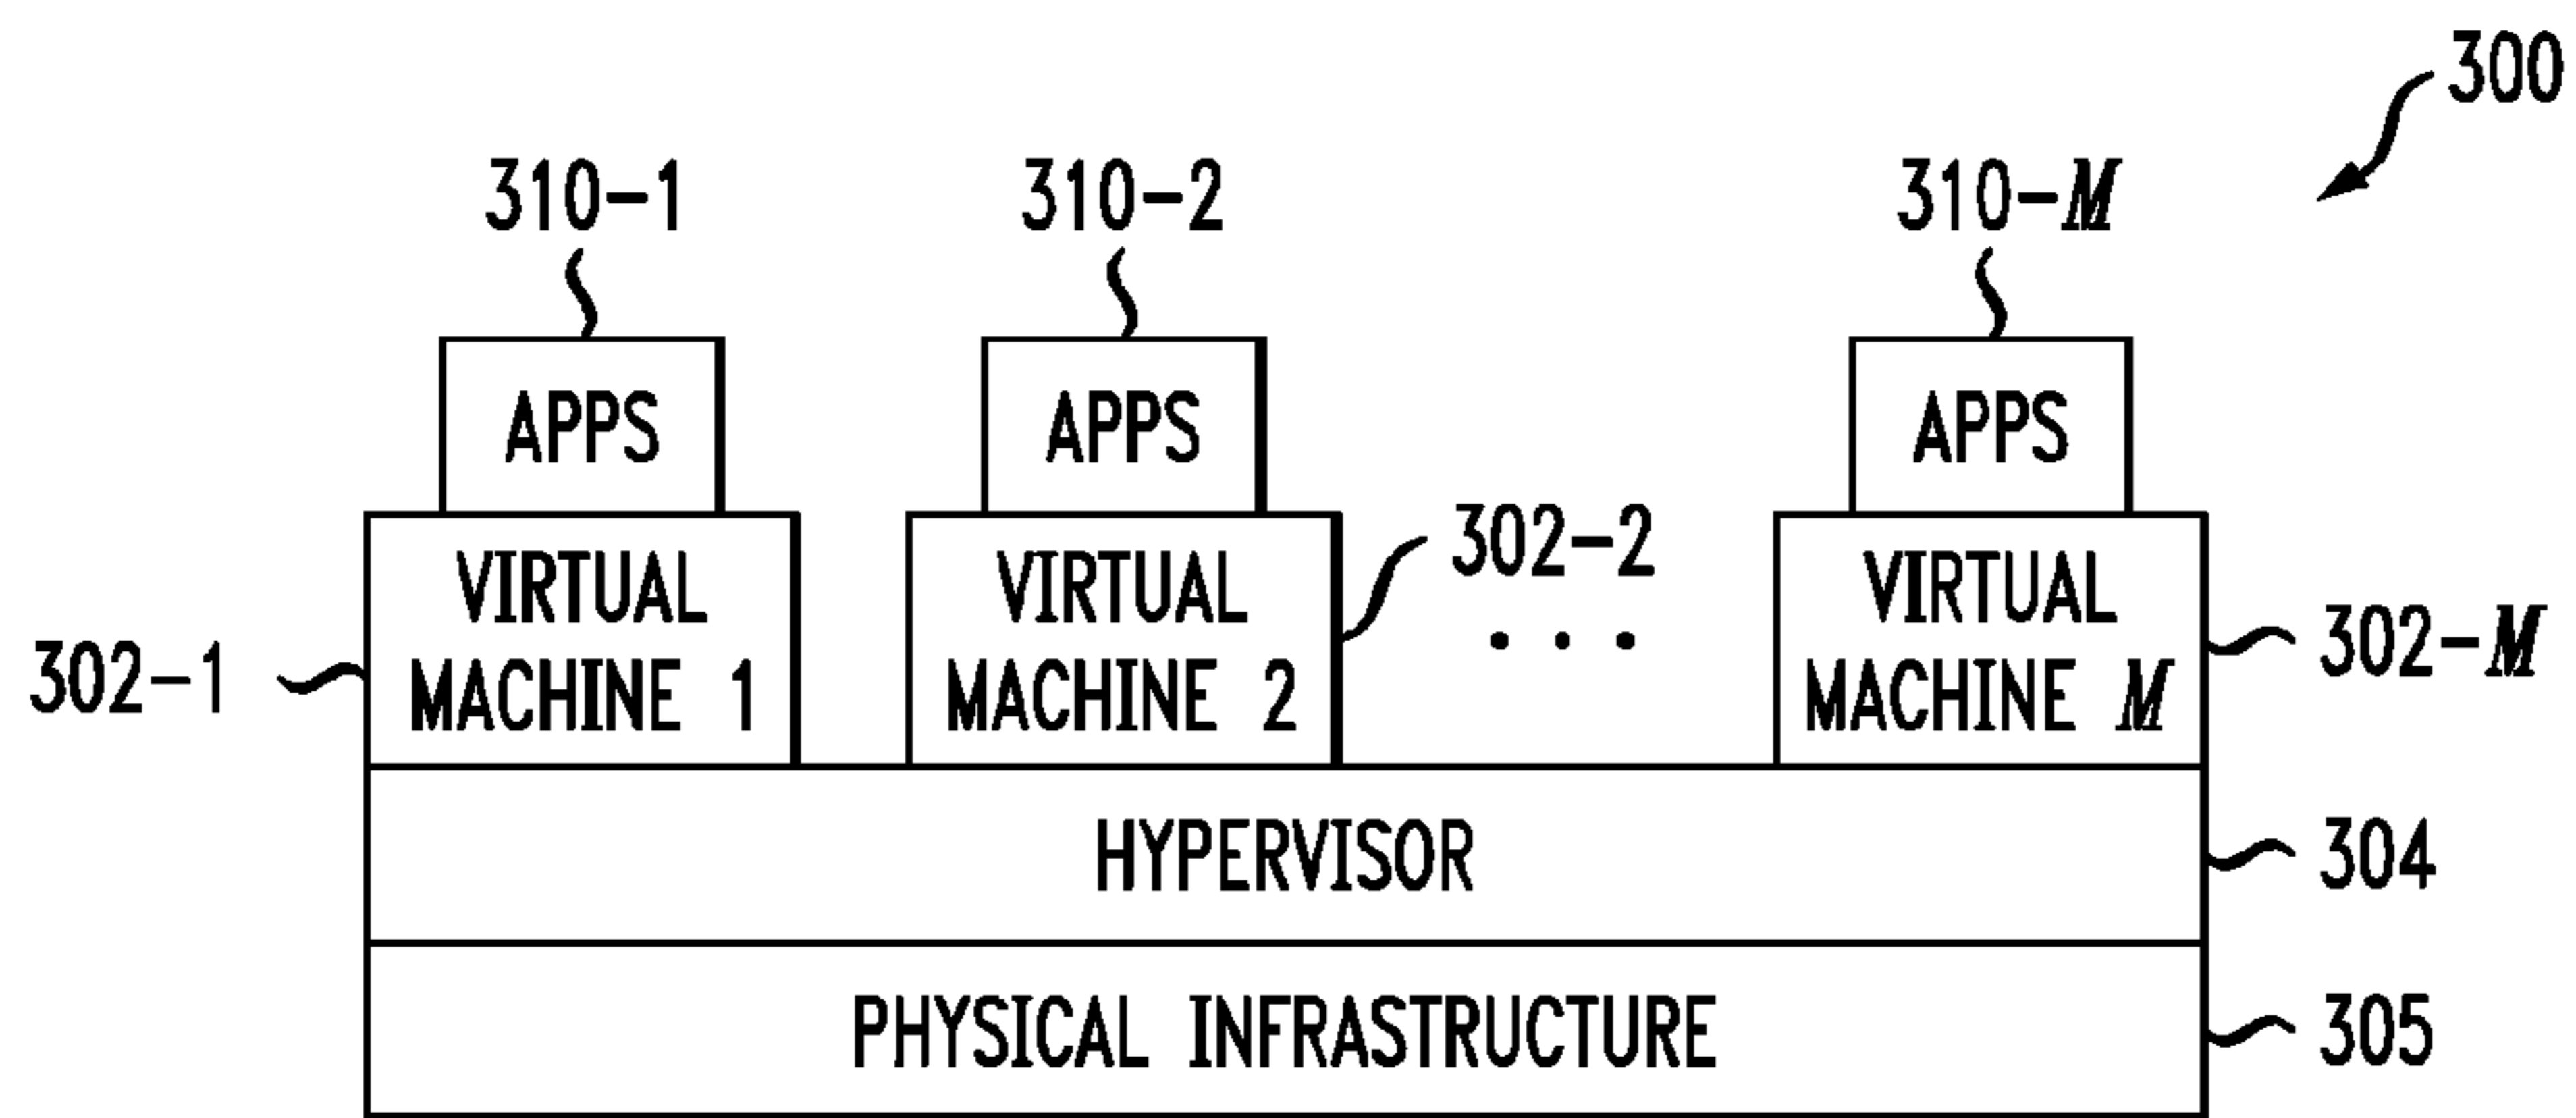 300
310-1
310-2
310-M
APPS
APPS
APPS
302-1
VIRTUAL
MACHINE 1
VIRTUAL
MACHINE 2
302-2
. . .
VIRTUAL
MACHINE M
302-M
HYPERVISOR
304
PHYSICAL INFRASTRUCTURE
305